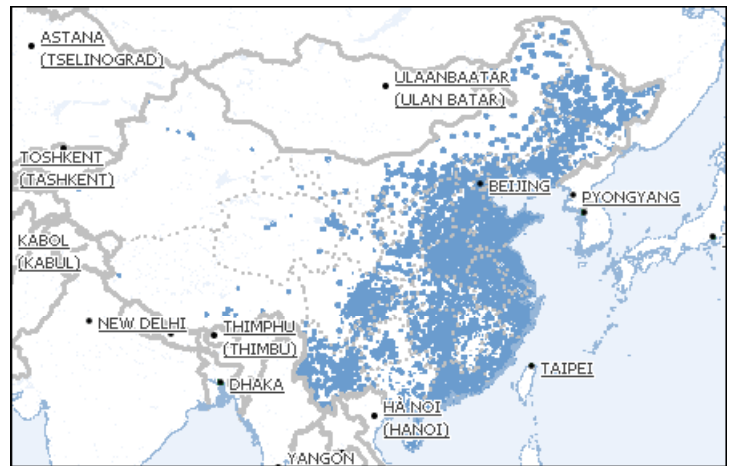 ASTANA
(TSELINOGRAD)
ULAANBAATAR
(ULAN BATAR)
TOSHKENT
(TASHKENT)
BEIJING
PYONGYANG
KABOL
(KABUL)
NEW DELHI
THIMPHU
(THIMBU)
TAIPEI
DHAKA
HÀ NOI
(HANOI)
YANGON